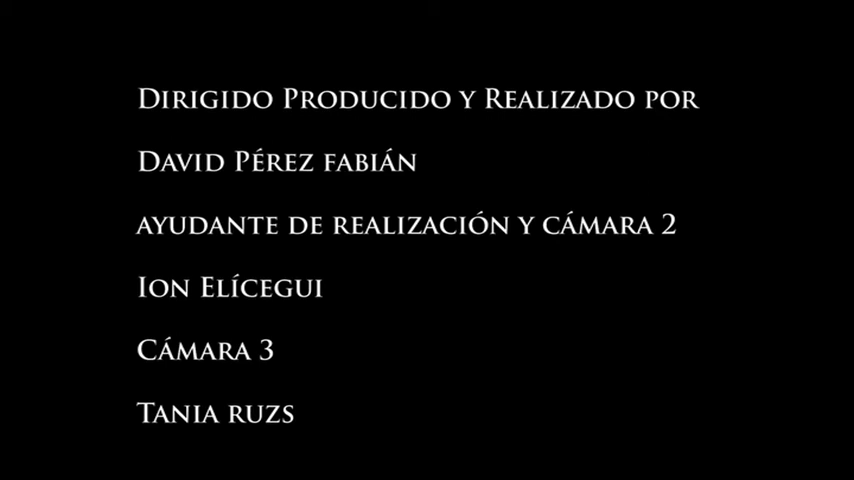 Dirigido Producido y Realizado por
David Pérez fabián
ayudante de realización y cámara 2
Ion Elícegui
Cámara 3
Tania ruzs